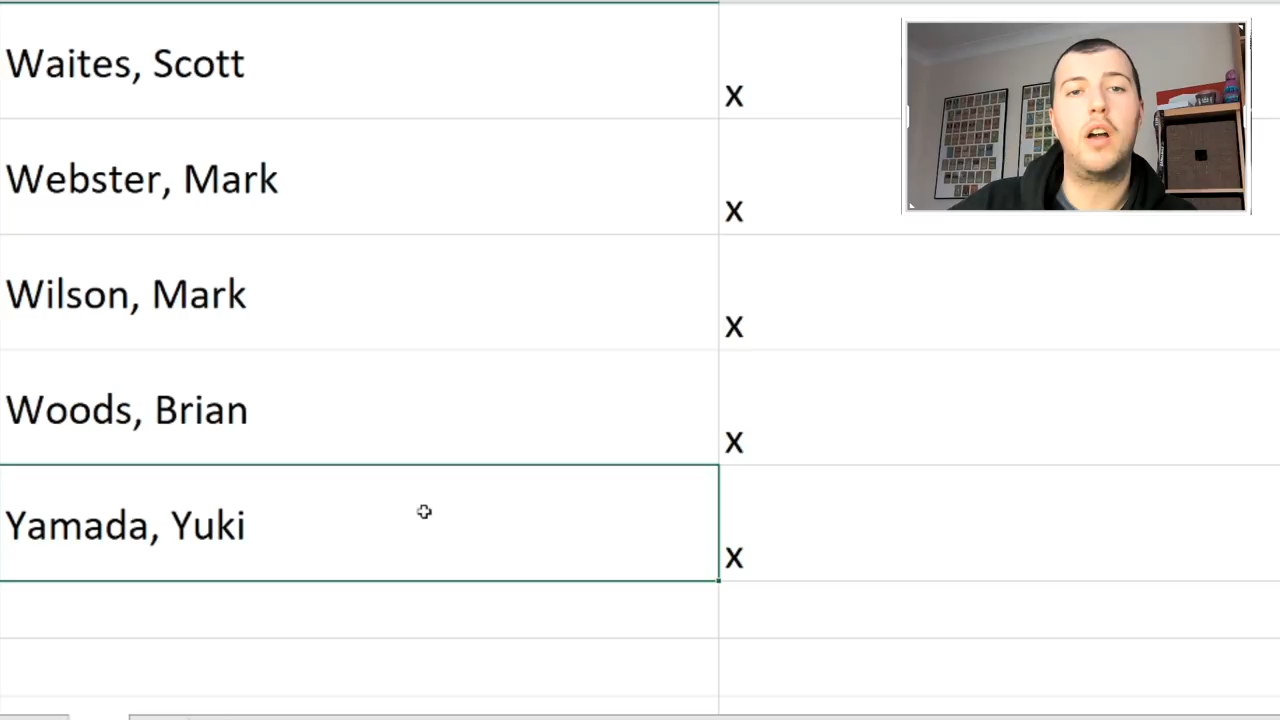 Waites, Scott
x
Webster, Mark
x
Wilson, Mark
x
Woods, Brian
x
Yamada, Yuki
x